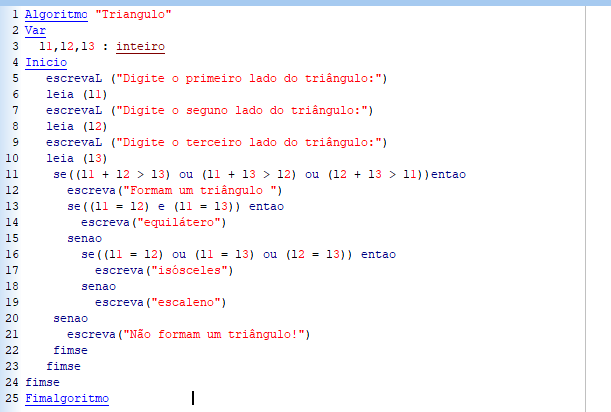 1 Algoritmo "Triangulo"
2 Var
3 l1,l2,l3 : inteiro
4 Inicio
5 escrevaL ("Digite o primeiro lado do triângulo:")
6 leia (l1)
7 escrevaL ("Digite o seguno lado do triângulo:")
8 leia (l2)
9 escrevaL ("Digite o terceiro lado do triângulo:")
10 leia (l3)
11 se((l1 + l2 > l3) ou (l1 + l3 > l2) ou (l2 + l3 > l1))entao
12 escreva("Formam um triângulo ")
13 se((l1 = l2) e (l1 = l3)) entao
14 escreva("equilátero")
15 senao
16 se((l1 = l2) ou (l1 = l3) ou (l2 = l3)) entao
17 escreva("isósceles")
18 senao
19 escreva("escaleno")
20 senao
21 escreva("Não formam um triângulo!")
22 fimse
23 fimse
24 fimse
25 Fimalgoritmo